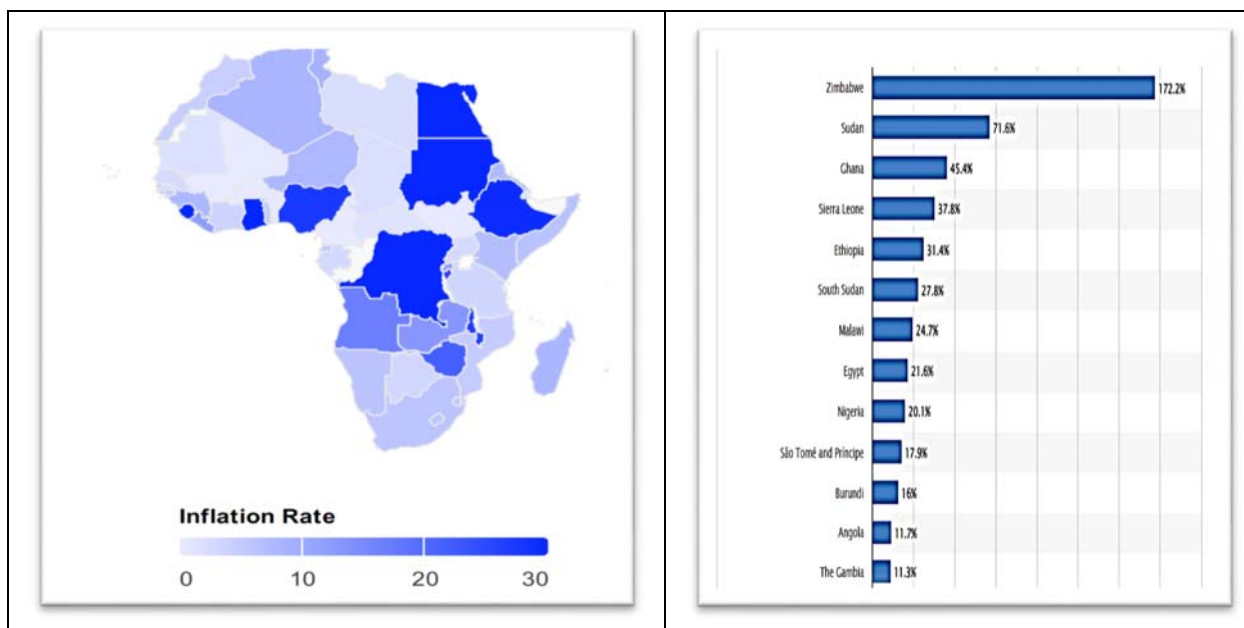 Inflation Rate
0 10 20 30
Zimbabwe 172.2%
Sudan 71.6%
Ghana 45.4%
Sierra Leone 37.8%
Ethiopia 31.4%
South Sudan 27.8%
Malawi 24.7%
Egypt 21.6%
Nigeria 20.1%
São Tomé and Príncipe 17.9%
Burundi 16%
Angola 11.7%
The Gambia 11.3%